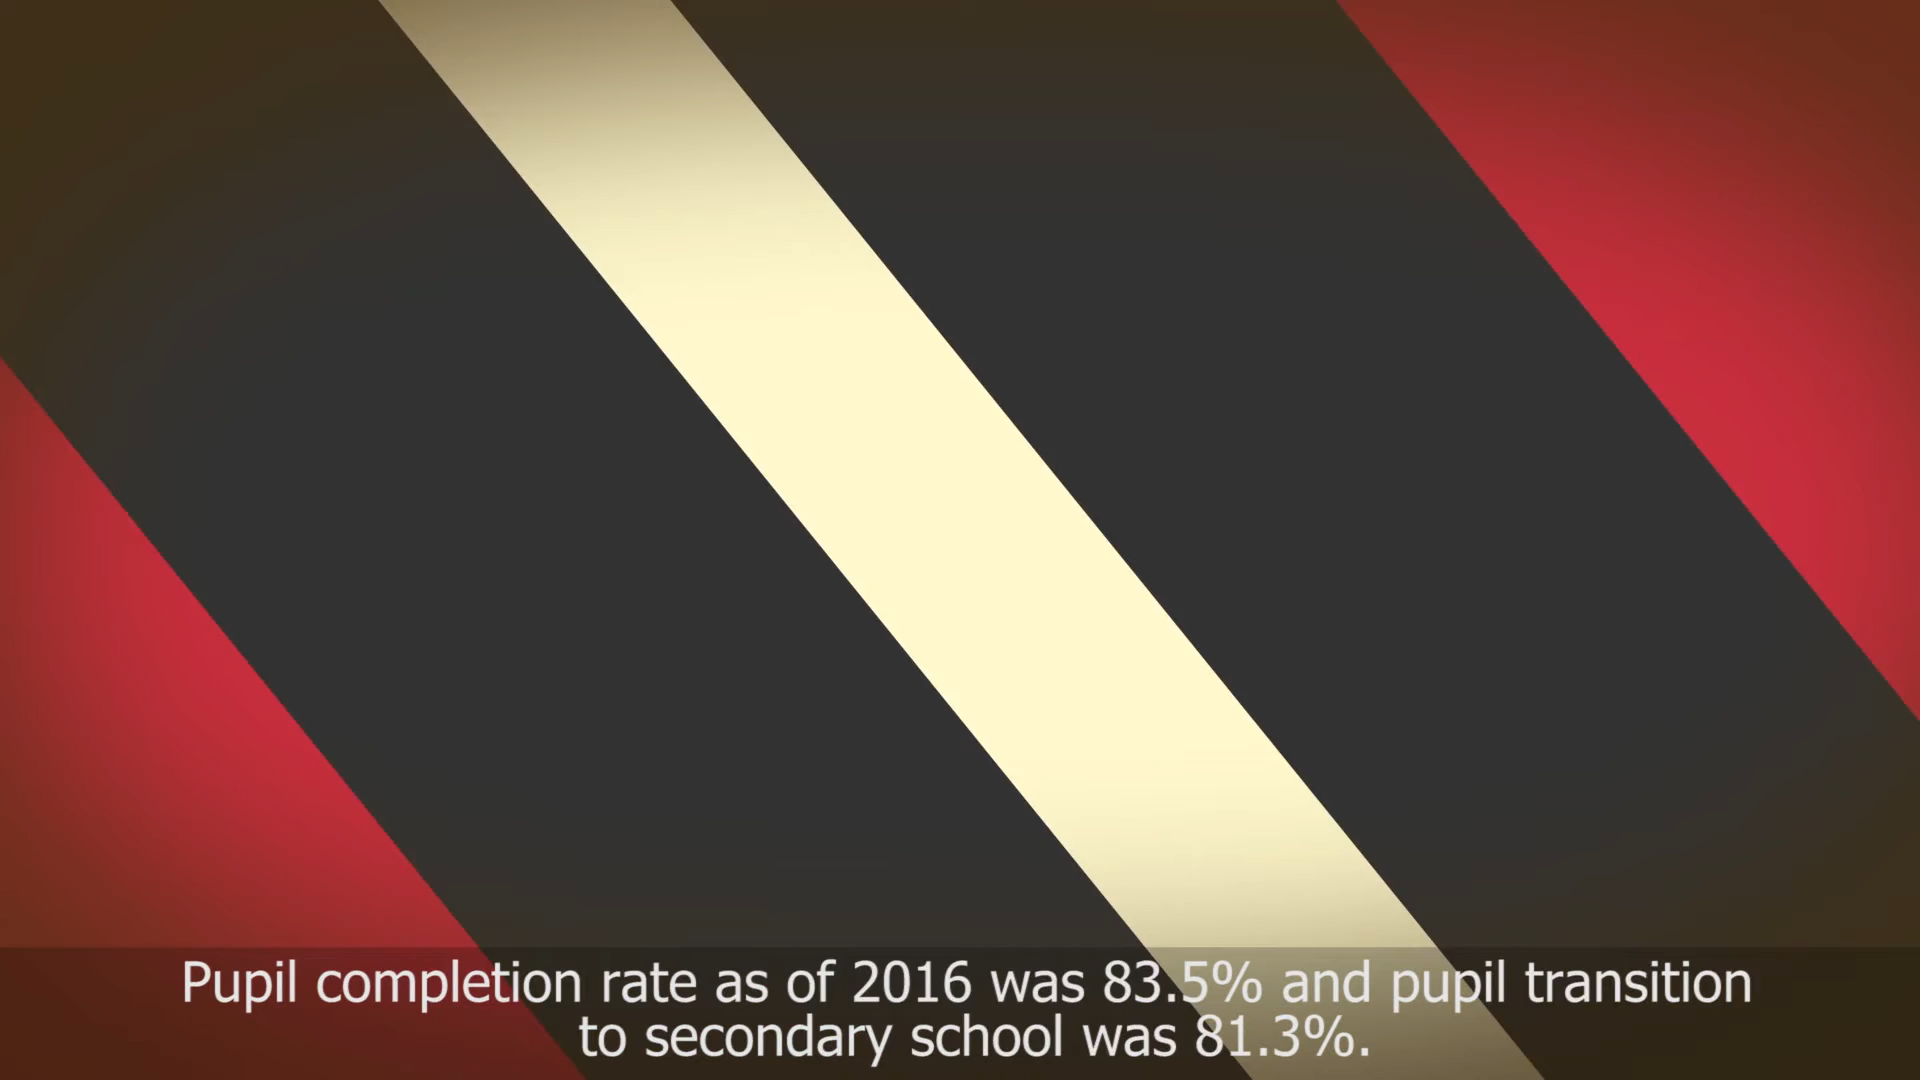 Pupil completion rate as of 2016 was 83.5% and pupil transition
to secondary school was 81.3%.